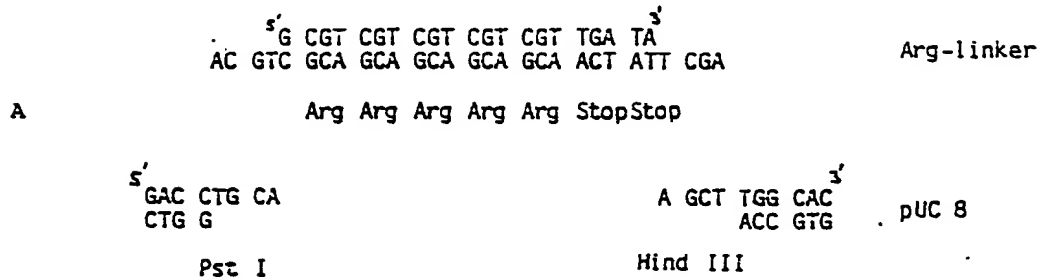 5' 3'
G CGT CGT CGT CGT CGT TGA TA
AC GTC GCA GCA GCA GCA GCA ACT ATT CGA Arg-linker
A Arg Arg Arg Arg Arg StopStop
5' 3'
GAC CTG CA A GCT TGG CAC
CTG G ACC GTG pUC 8
Pst I Hind III